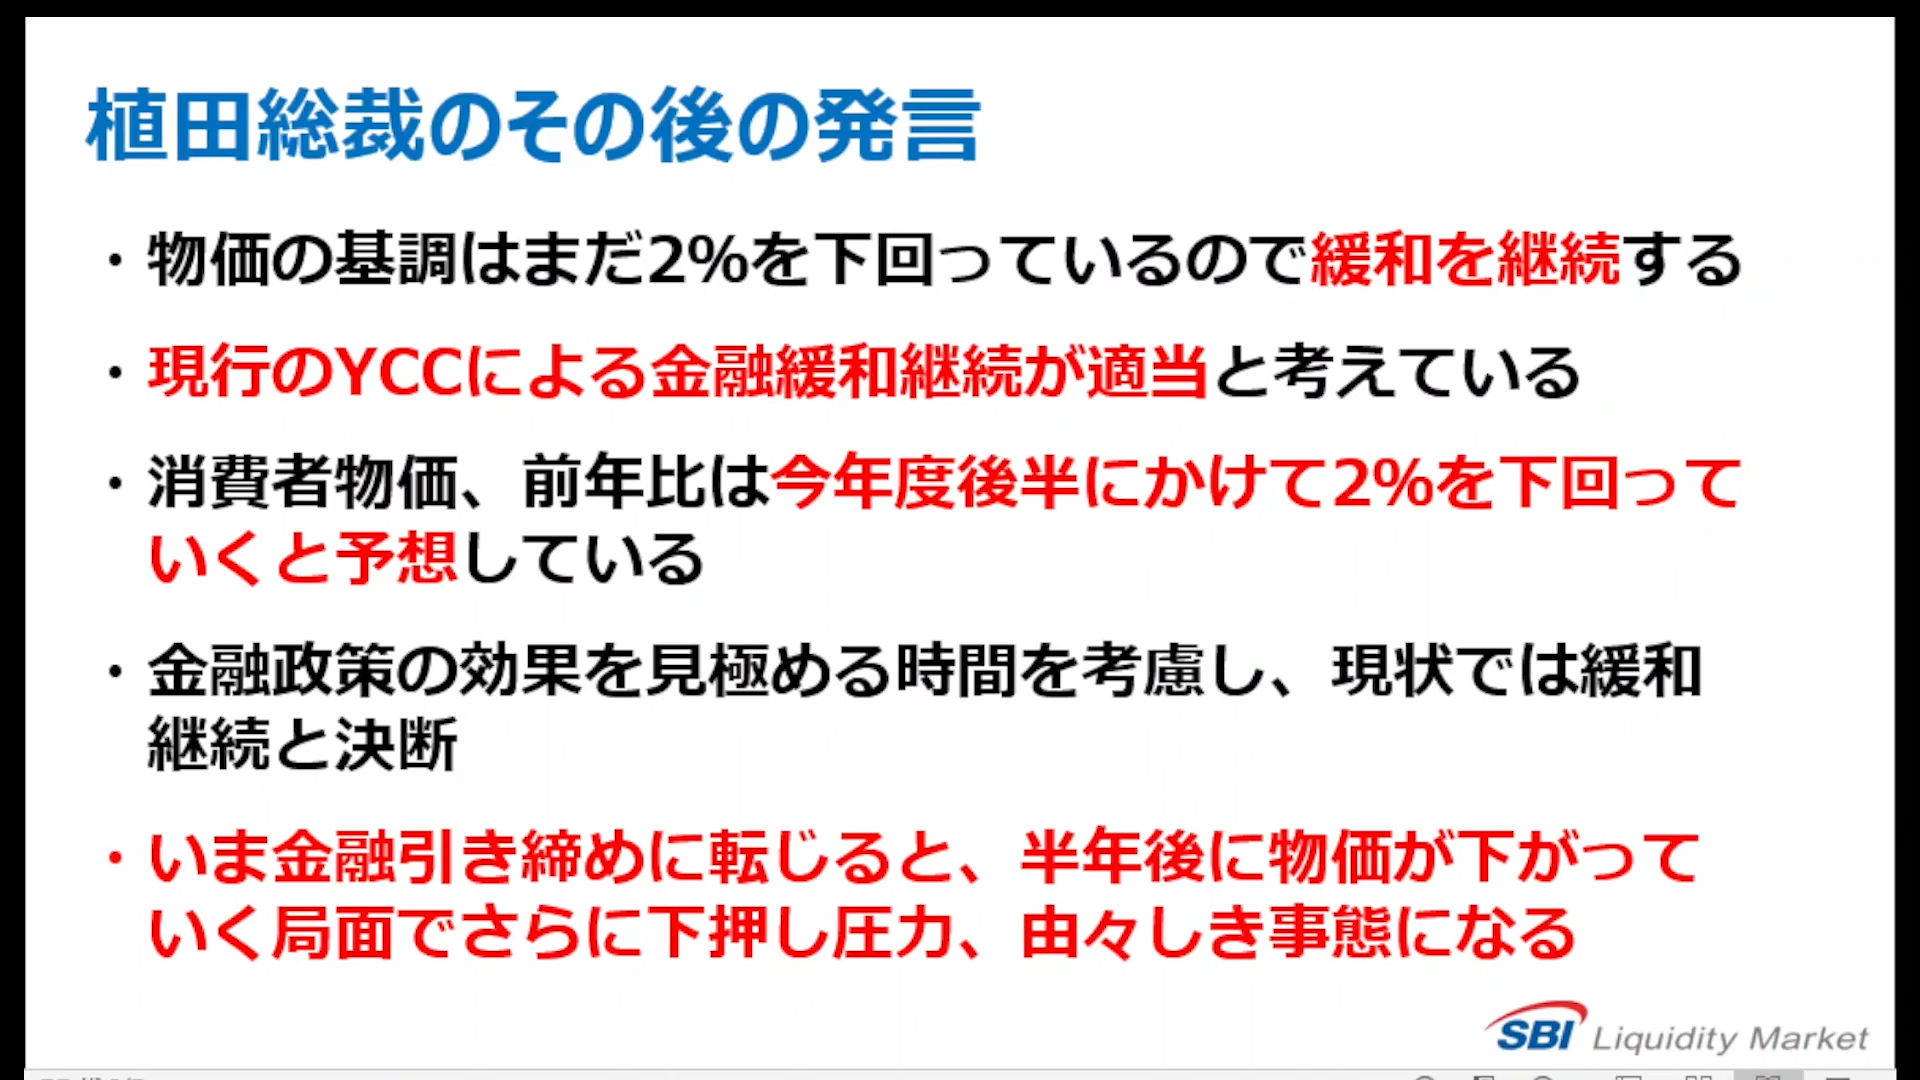 植田総裁のその後の発言
・物価の基調はまだ2%を下回っているので緩和を継続する
・現行のYCCによる金融緩和継続が適当と考えている
・消費者物価、前年比は今年度後半にかけて2%を下回って
いくと予想している
・金融政策の効果を見極める時間を考慮し、現状では緩和
継続と決断
・いま金融引き締めに転じると、半年後に物価が下がって
いく局面でさらに下押し圧力、由々しき事態になる
SBI Liquidity Market